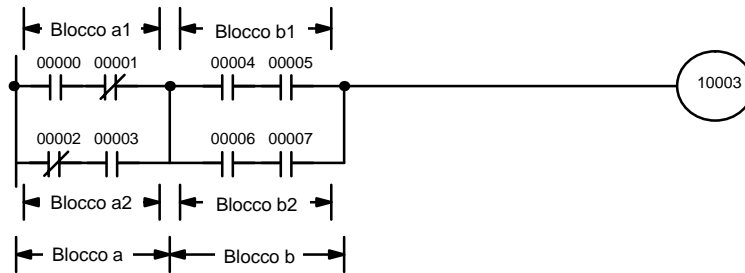 Blocco a1 Blocco b1
00000 00001 00004 00005
10003
00002 00003 00006 00007
Blocco a2 Blocco b2
Blocco a Blocco b